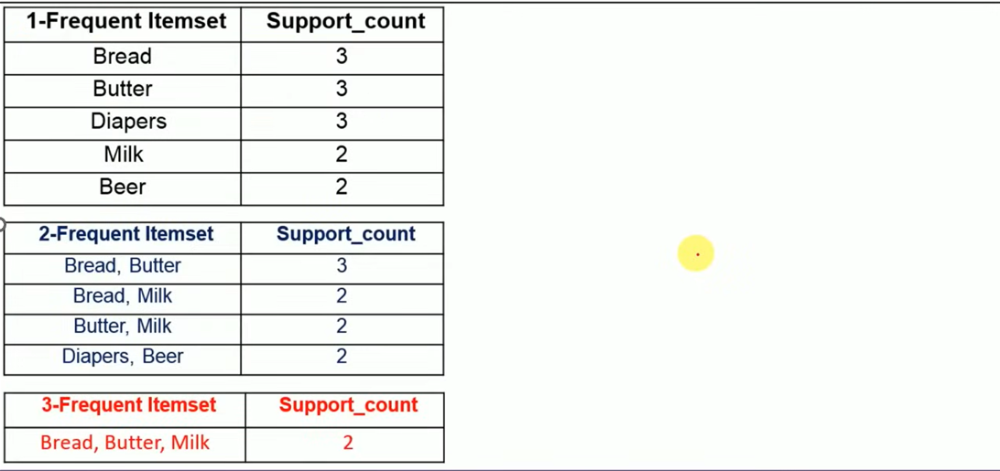 1-Frequent Itemset Support_count
Bread 3
Butter 3
Diapers 3
Milk 2
Beer 2
2-Frequent Itemset Support_count
Bread, Butter 3
Bread, Milk 2
Butter, Milk 2
Diapers, Beer 2
3-Frequent Itemset Support_count
Bread, Butter, Milk 2